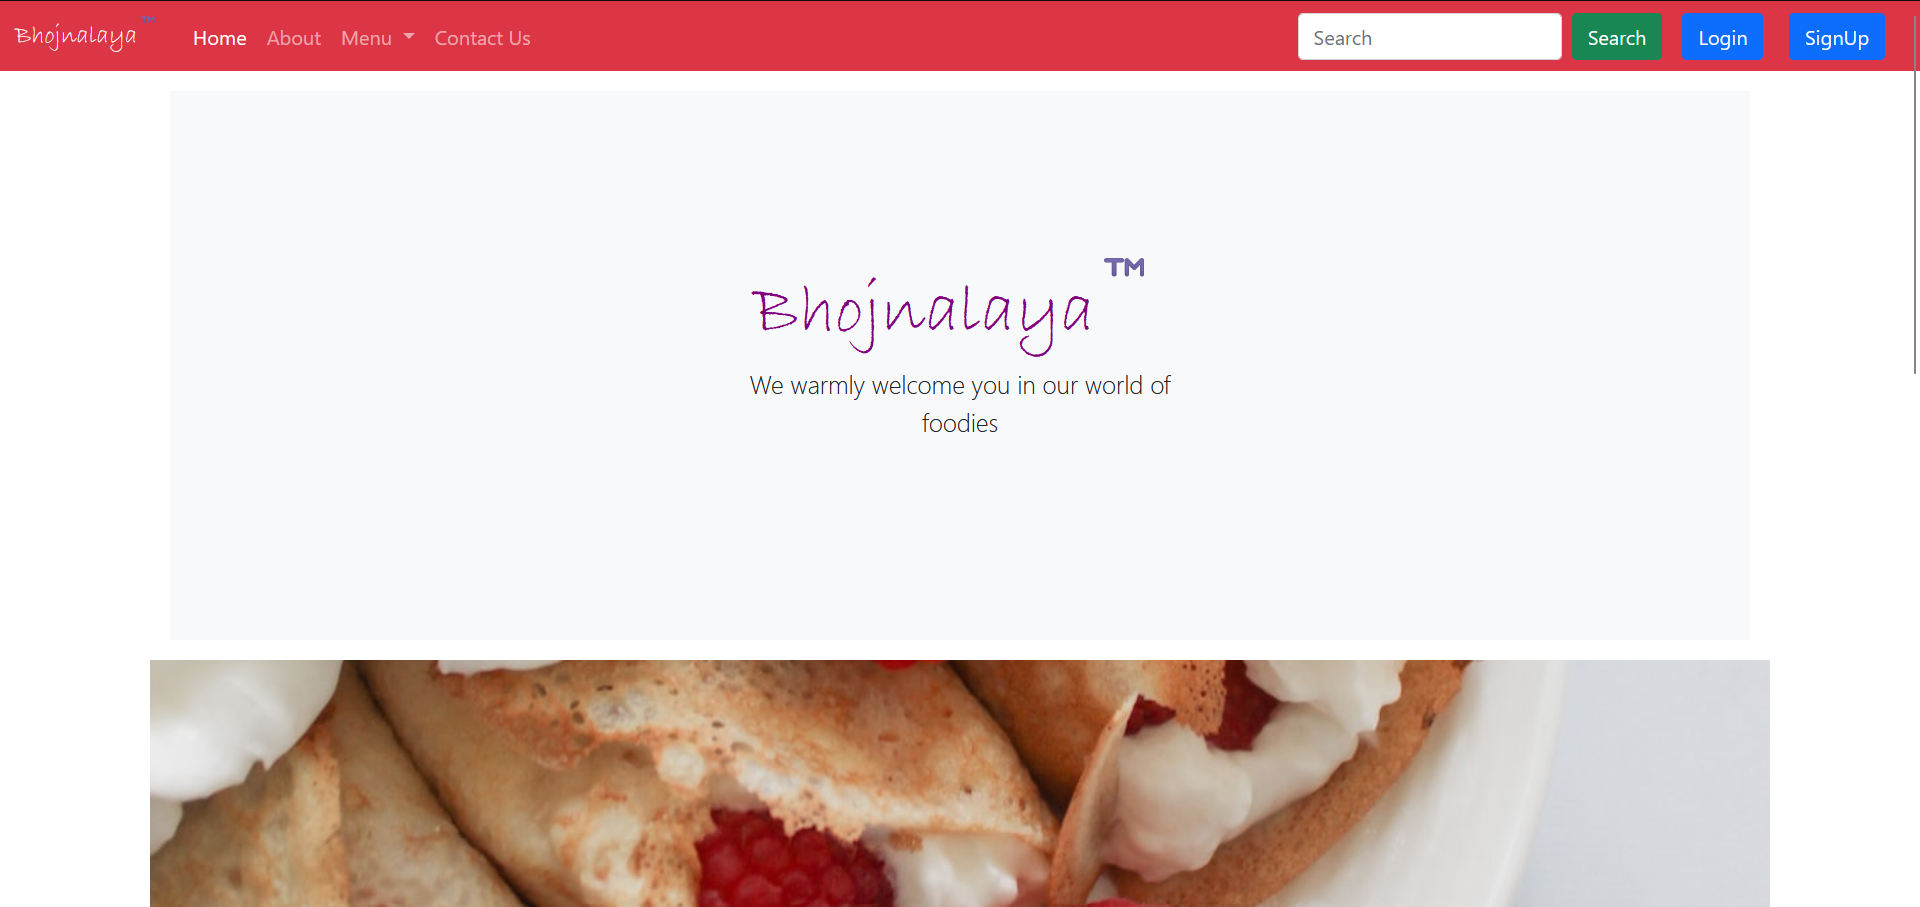 Bhojnalaya ™ Home About Menu Contact Us Search Search Login SignUp
Bhojnalaya ™
We warmly welcome you in our world of
foodies